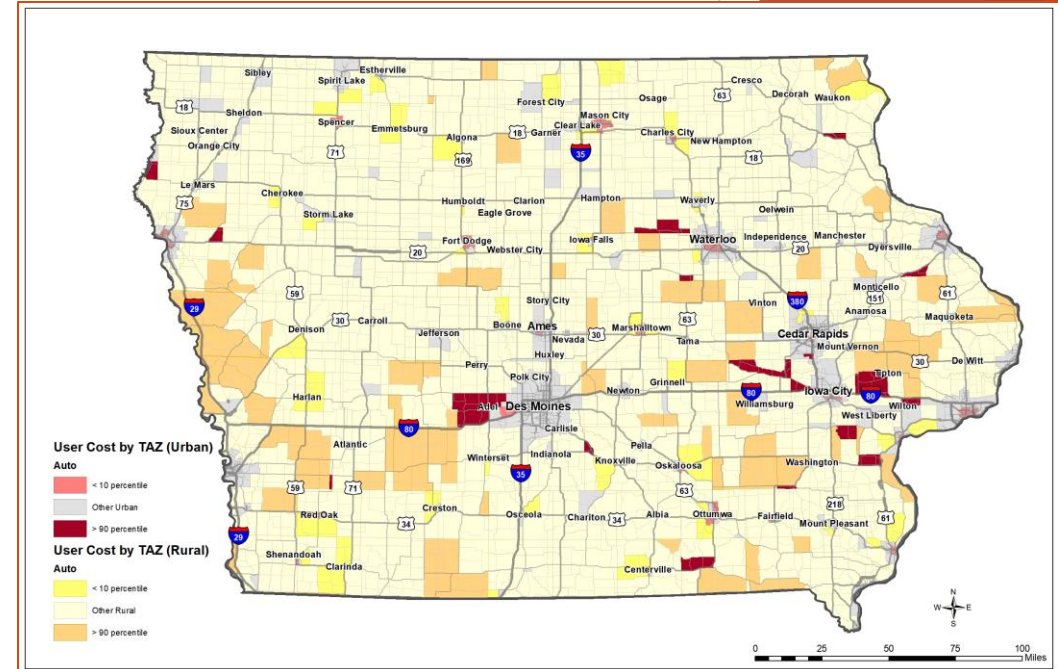 Sibley
Estherville
Spirit Lake
Cresco
63
Decorah
Waukon
Osage
Forest City
18
Sheldon
Mason City
Clear Lake
Spencer
Emmetsburg
Algona
18
Garner
Charles City
Sioux Center
Orange City
New Hampton
71
169
35
18
Le Mars
75
Cherokee
Storm Lake
Humboldt
Clarion
Hampton
Waverly
Eagle Grove
Oelwein
Fort Dodge
Webster City
Iowa Falls
Waterloo
Independence
Manchester
20
20
Dyersville
59
Monticello
151
61
29
Story City
Vinton
380
Anamosa
Maquoketa
Denison
30
Carroll
Jefferson
Boone
Ames
Nevada
30
Marshalltown
63
Tama
Cedar Rapids
Mount Vernon
30
De Witt
Huxley
Perry
Polk City
Grinnell
Tipton
Harlan
Adel
Des Moines
Newton
80
Williamsburg
Iowa City
80
Wilton
West Liberty
80
Carlisle
Atlantic
Winterset
Indianola
Pella
Knoxville
Oskaloosa
Washington
35
59
71
63
218
61
Red Oak
34
Creston
Osceola
Chariton
34
Albia
Ottumwa
Fairfield
Mount Pleasant
29
Shenandoah
Clarinda
Centerville
User Cost by TAZ (Urban)
Auto
< 10 percentile
Other Urban
> 90 percentile
User Cost by TAZ (Rural)
Auto
< 10 percentile
Other Rural
> 90 percentile
N
W E
S
0 25 50 75 100
Miles